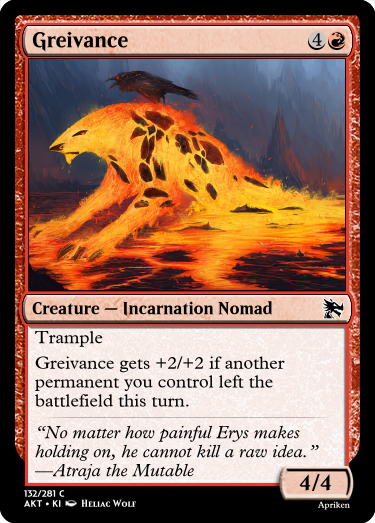 Greivance 4
Creature — Incarnation Nomad
Trample
Greivance gets +2/+2 if another
permanent you control left the
battlefield this turn.
“No matter how painful Erys makes
holding on, he cannot kill a raw idea.”
—Atraja the Mutable
4/4
132/281 C
AKT • KI Heliac Wolf
Apriken